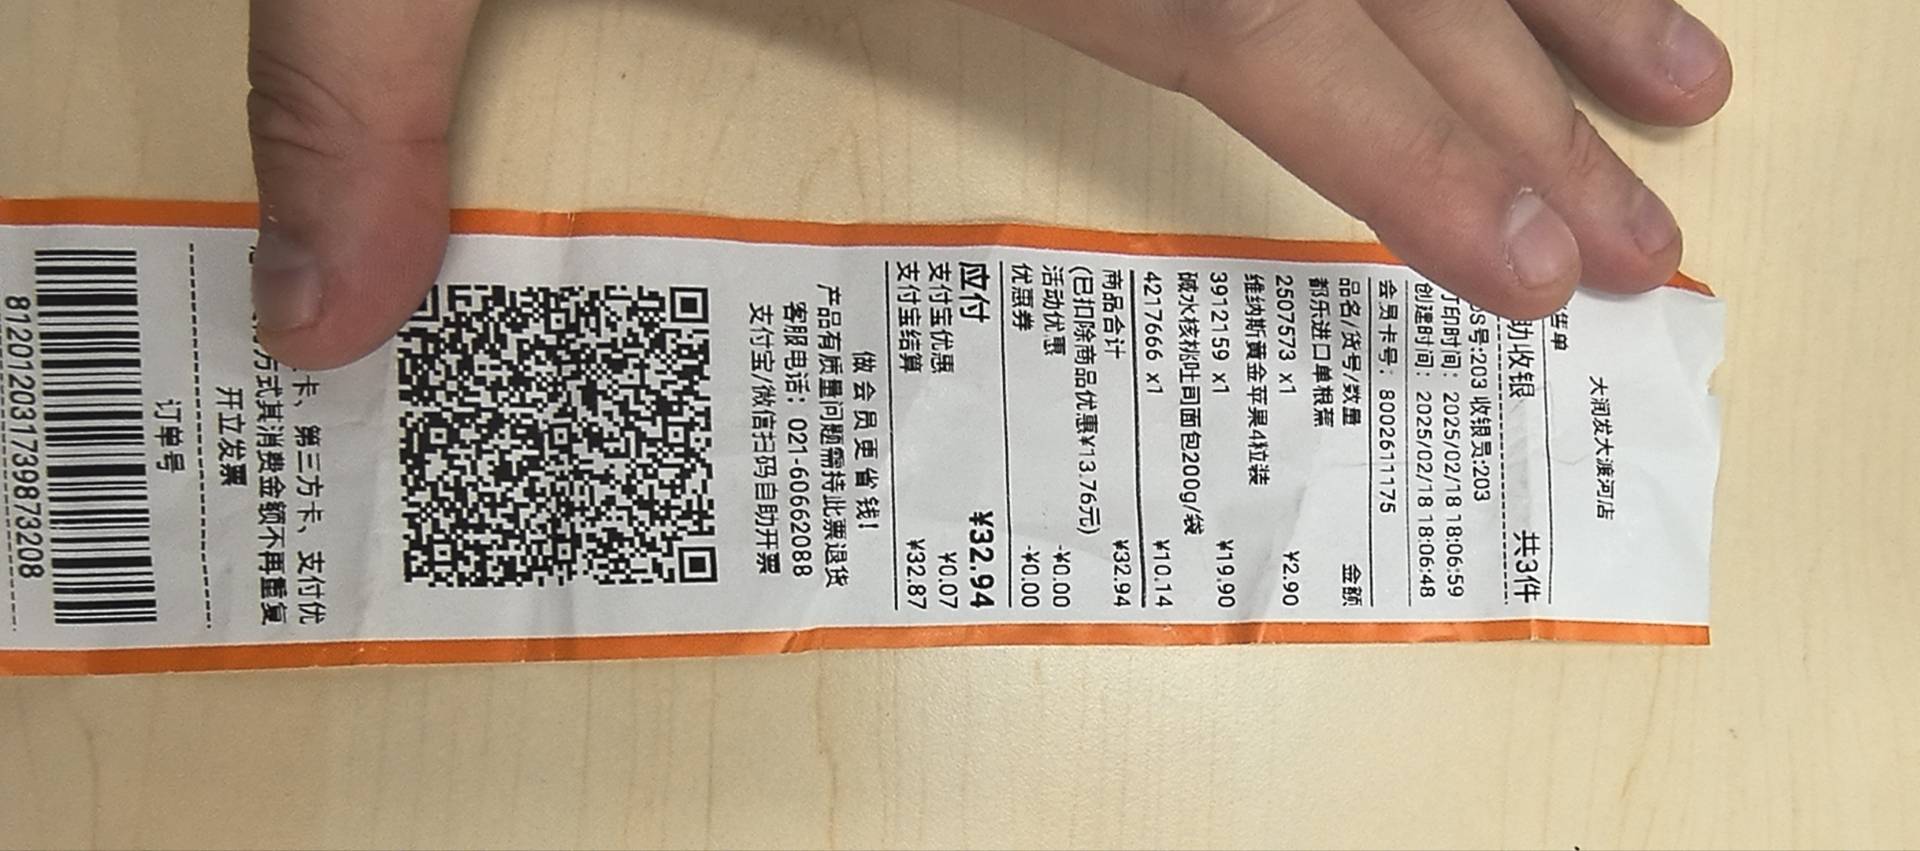 大润发大渡河店
售单
助收银 共3件
S号:203 收银员:203
打印时间: 2025/02/18 18:06:59
创建时间: 2025/02/18 18:06:48
会员卡号: 8002611175
品名/货号/数量 金额
都乐进口单根蕉
2507573 x1 ¥2.90
维纳斯黄金苹果4粒装
3912159 x1 ¥19.90
碱水核桃吐司面包200g/袋
4217666 x1 ¥10.14
商品合计 ¥32.94
(已扣除商品优惠¥13.76元)
活动优惠 -¥0.00
优惠券 -¥0.00
应付 ¥32.94
支付宝优惠 ¥0.07
支付宝结算 ¥32.87
做会员更省钱!
产品有质量问题需持此票退货
客服电话: 021-60662088
支付宝/微信扫码自助开票
卡、第三方卡、支付优
方式其消费金额不再重复
开立发票
订单号
812012031739873208